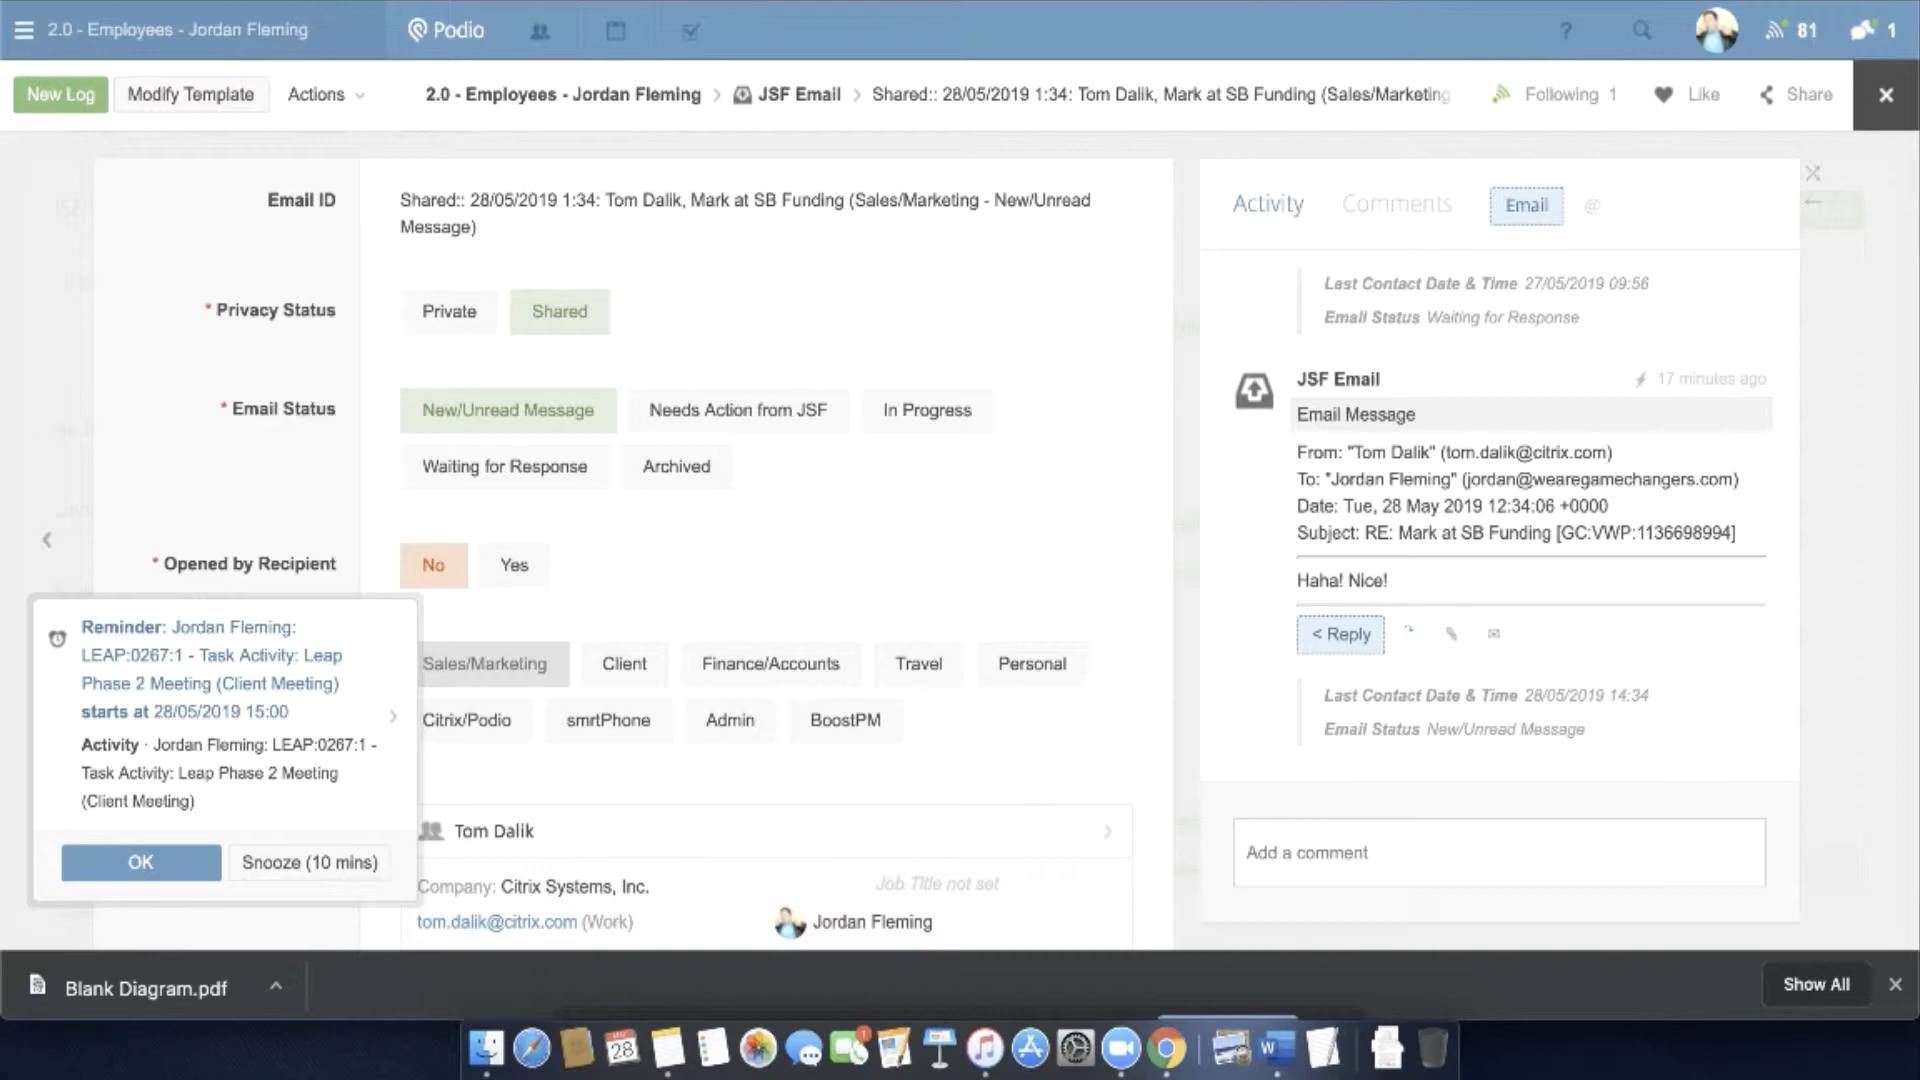 2.0 - Employees - Jordan Fleming
Podio
?
81
1
New Log
Modify Template
Actions
2.0 - Employees - Jordan Fleming
JSF Email
Shared:: 28/05/2019 1:34: Tom Dalik, Mark at SB Funding (Sales/Marketing
Following 1
Like
Share
Email ID
Shared:: 28/05/2019 1:34: Tom Dalik, Mark at SB Funding (Sales/Marketing - New/Unread
Message)
* Privacy Status
Private
Shared
* Email Status
New/Unread Message
Needs Action from JSF
In Progress
Waiting for Response
Archived
* Opened by Recipient
No
Yes
Sales/Marketing
Client
Finance/Accounts
Travel
Personal
Citrix/Podio
smrtPhone
Admin
BoostPM
Tom Dalik
Company: Citrix Systems, Inc.
Job Title not set
tom.dalik@citrix.com (Work)
Jordan Fleming
Reminder: Jordan Fleming:
LEAP:0267:1 - Task Activity: Leap
Phase 2 Meeting (Client Meeting)
starts at 28/05/2019 15:00
Activity · Jordan Fleming: LEAP:0267:1 -
Task Activity: Leap Phase 2 Meeting
(Client Meeting)
OK
Snooze (10 mins)
Activity
Comments
Email
@
Last Contact Date & Time 27/05/2019 09:56
Email Status Waiting for Response
JSF Email
17 minutes ago
Email Message
From: "Tom Dalik" (tom.dalik@citrix.com)
To: "Jordan Fleming" (jordan@wearegamechangers.com)
Date: Tue, 28 May 2019 12:34:06 +0000
Subject: RE: Mark at SB Funding [GC:VWP:1136698994]
Haha! Nice!
< Reply
Last Contact Date & Time 28/05/2019 14:34
Email Status New/Unread Message
Add a comment
Blank Diagram.pdf
Show All
28
1
W